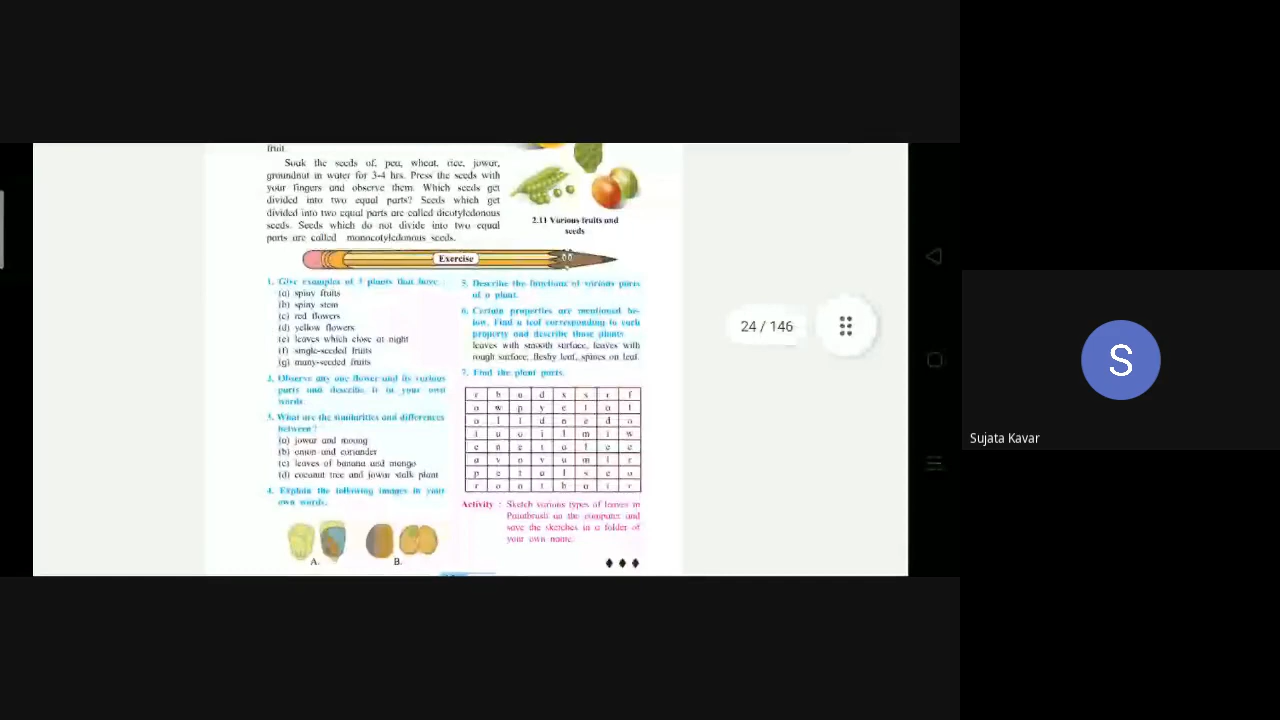 fruit.
Soak the seeds of, pea, wheat, rice, jowar,
groundnut in water for 3-4 hrs. Press the seeds with
your fingers and observe them. Which seeds get
divided into two equal parts? Seeds which get
divided into two equal parts are called dicotyledonous
seeds. Seeds which do not divide into two equal
parts are called monocotyledonous seeds.
2.11 Various fruits and
seeds
Exercise
1. Give examples of 3 plants that have :
(a) spiny fruits
(b) spiny stem
(c) red flowers
(d) yellow flowers
(e) leaves which close at night
(f) single-seeded fruits
(g) many-seeded fruits
Observe any one flower and its various
parts and describe it in your own
words.
3. What are the similarities and differences
between?
(a) jowar and moong
(b) onion and coriander
(c) leaves of banana and mango
(d) coconut tree and jowar stalk plant
4. Explain the following images in your
own words.
A.
B.
5. Describe the functions of various parts
of a plant.
6. Certain properties are mentioned be-
low. Find a leaf corresponding to each
property and describe those plants.
leaves with smooth surface, leaves with
rough surface, fleshy leaf, spines on leaf.
7. Find the plant parts.
p e t a l s e a
r o o t h a i r
Activity : Sketch various types of leaves in
Paintbrush on the computer and
save the sketches in a folder of
your own name.
24 / 146
S
Sujata Kavar